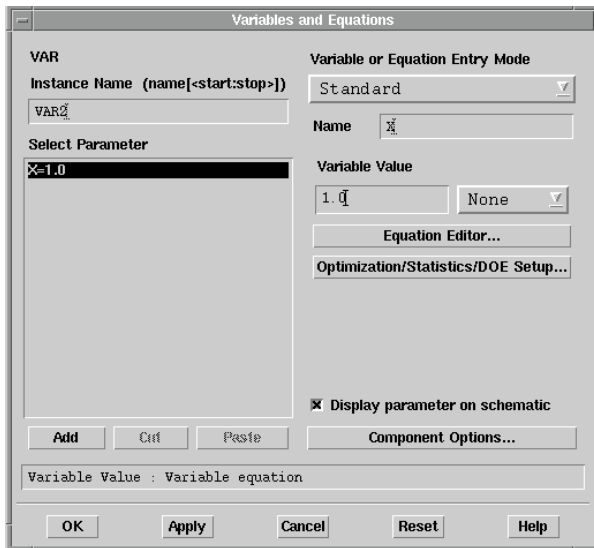 Variables and Equations
VAR
Instance Name (name[<start:stop>])
VAR2
Select Parameter
X=1.0
Add
Cut
Paste
Variable or Equation Entry Mode
Standard
Name
X
Variable Value
1.0
None
Equation Editor...
Optimization/Statistics/DOE Setup...
Display parameter on schematic
Component Options...
Variable Value : Variable equation
OK
Apply
Cancel
Reset
Help